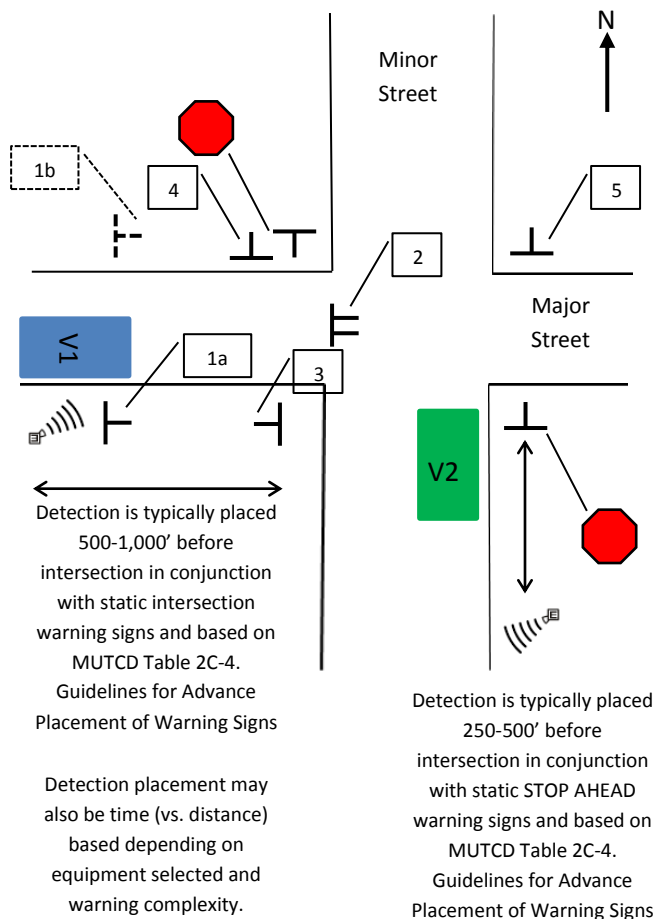 N
Minor
Street
1b
4
5
2
Major
Street
V1
1a
3
V2
Detection is typically placed
500-1,000’ before
intersection in conjunction
with static intersection
warning signs and based on
MUTCD Table 2C-4.
Guidelines for Advance
Placement of Warning Signs
Detection placement may
also be time (vs. distance)
based depending on
equipment selected and
warning complexity.
Detection is typically placed
250-500’ before
intersection in conjunction
with static STOP AHEAD
warning signs and based on
MUTCD Table 2C-4.
Guidelines for Advance
Placement of Warning Signs